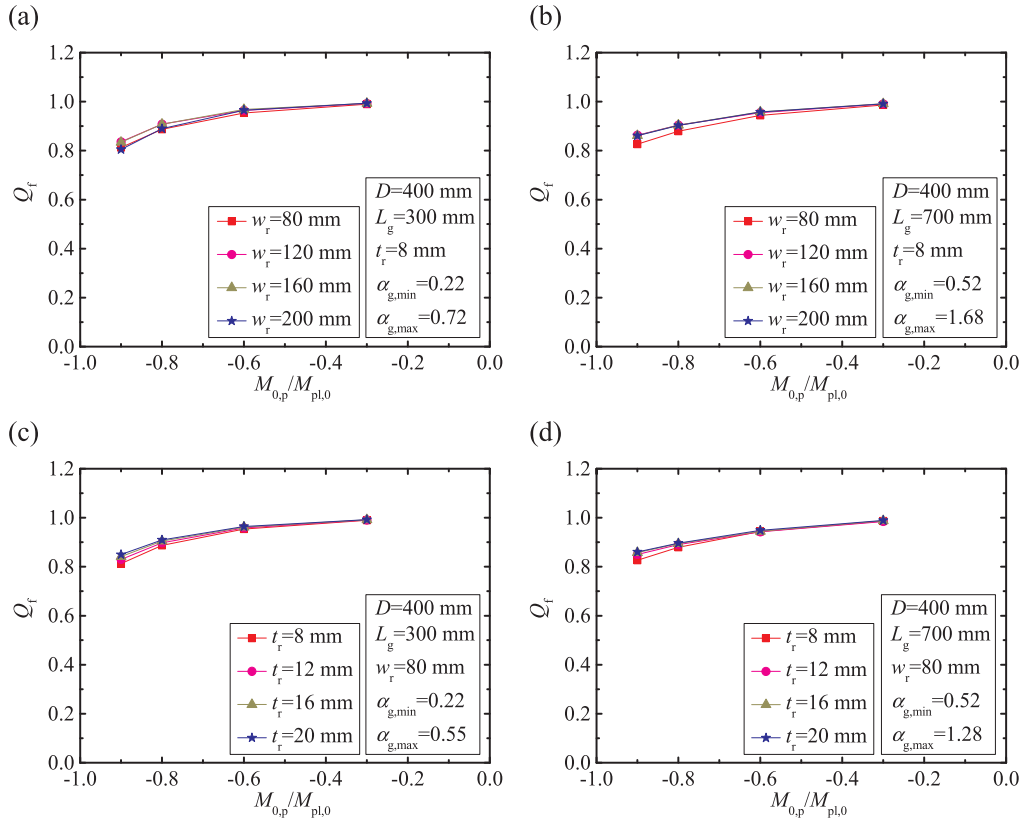 (a)
1.2
1.0
0.8
0.6
0.4
0.2
0.0
Qf
-1.0 -0.8 -0.6 -0.4 -0.2 0.0
M0,p/Mpl,0
wr=80 mm
wr=120 mm
wr=160 mm
wr=200 mm
D=400 mm
Lg=300 mm
tr=8 mm
αg,min=0.22
αg,max=0.72
(b)
1.2
1.0
0.8
0.6
0.4
0.2
0.0
Qf
-1.0 -0.8 -0.6 -0.4 -0.2 0.0
M0,p/Mpl,0
wr=80 mm
wr=120 mm
wr=160 mm
wr=200 mm
D=400 mm
Lg=700 mm
tr=8 mm
αg,min=0.52
αg,max=1.68
(c)
1.2
1.0
0.8
0.6
0.4
0.2
0.0
Qf
-1.0 -0.8 -0.6 -0.4 -0.2 0.0
M0,p/Mpl,0
tr=8 mm
tr=12 mm
tr=16 mm
tr=20 mm
D=400 mm
Lg=300 mm
wr=80 mm
αg,min=0.22
αg,max=0.55
(d)
1.2
1.0
0.8
0.6
0.4
0.2
0.0
Qf
-1.0 -0.8 -0.6 -0.4 -0.2 0.0
M0,p/Mpl,0
tr=8 mm
tr=12 mm
tr=16 mm
tr=20 mm
D=400 mm
Lg=700 mm
wr=80 mm
αg,min=0.52
αg,max=1.28